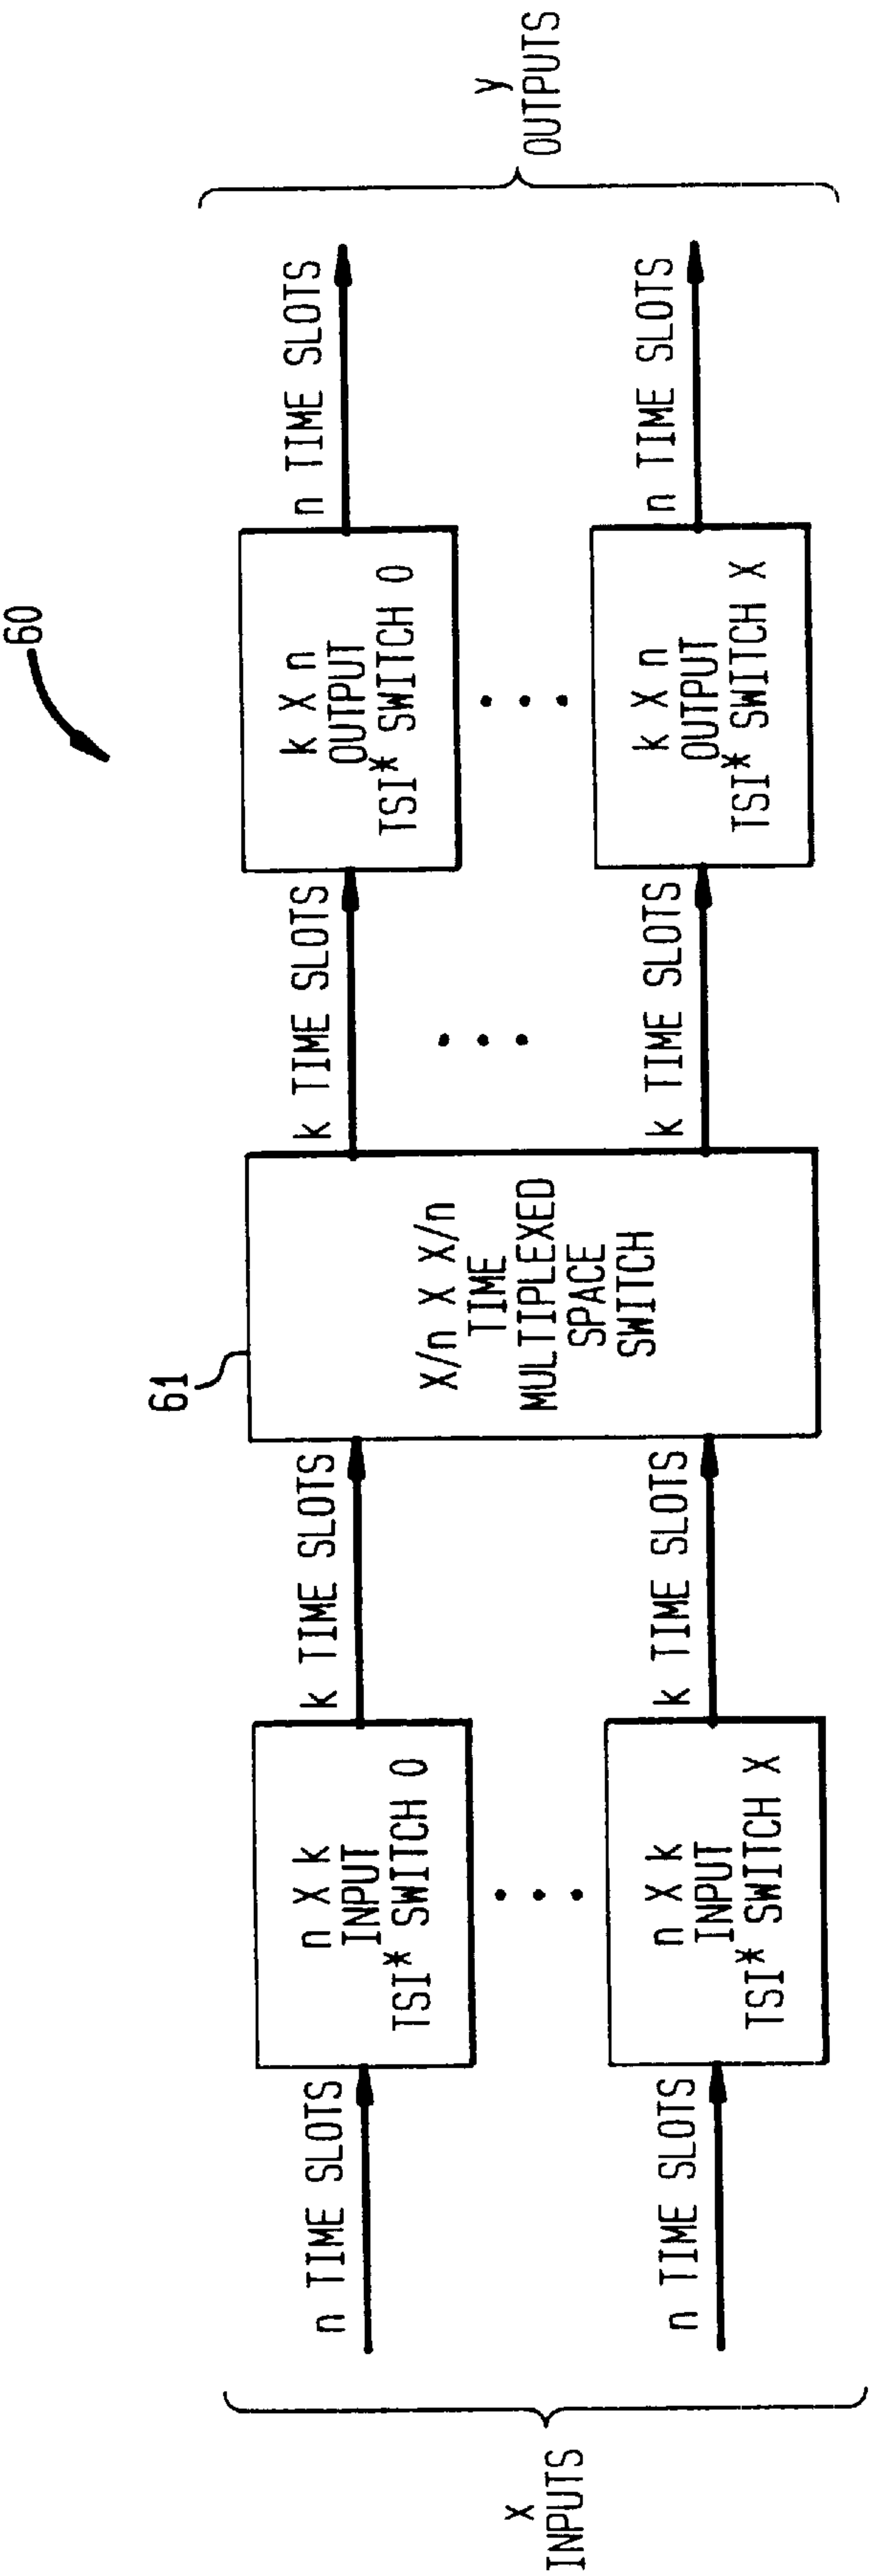 60
x
INPUTS
n TIME SLOTS
n TIME SLOTS
n X k
INPUT
TSI* SWITCH 0
n X k
INPUT
TSI* SWITCH X
k TIME SLOTS
k TIME SLOTS
61
X/n X X/n
TIME
MULTIPLEXED
SPACE
SWITCH
k TIME SLOTS
k TIME SLOTS
k X n
OUTPUT
TSI* SWITCH 0
k X n
OUTPUT
TSI* SWITCH X
n TIME SLOTS
n TIME SLOTS
y
OUTPUTS